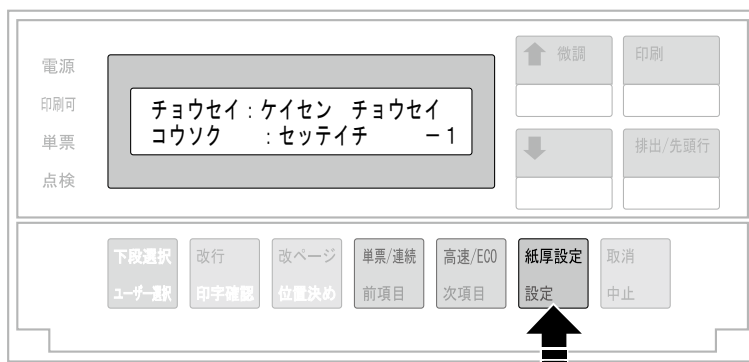 電源
印刷可
単票
点検
チョウセイ：ケイセン　チョウセイ
コウソク　　：セッテイチ　　－1
微調
印刷
排出/先頭行
下段選択 改行 改ページ 単票/連続 高速/ECO 紙厚設定 取消
ユーザー選択 印字確認 位置決め 前項目 次項目 設定 中止